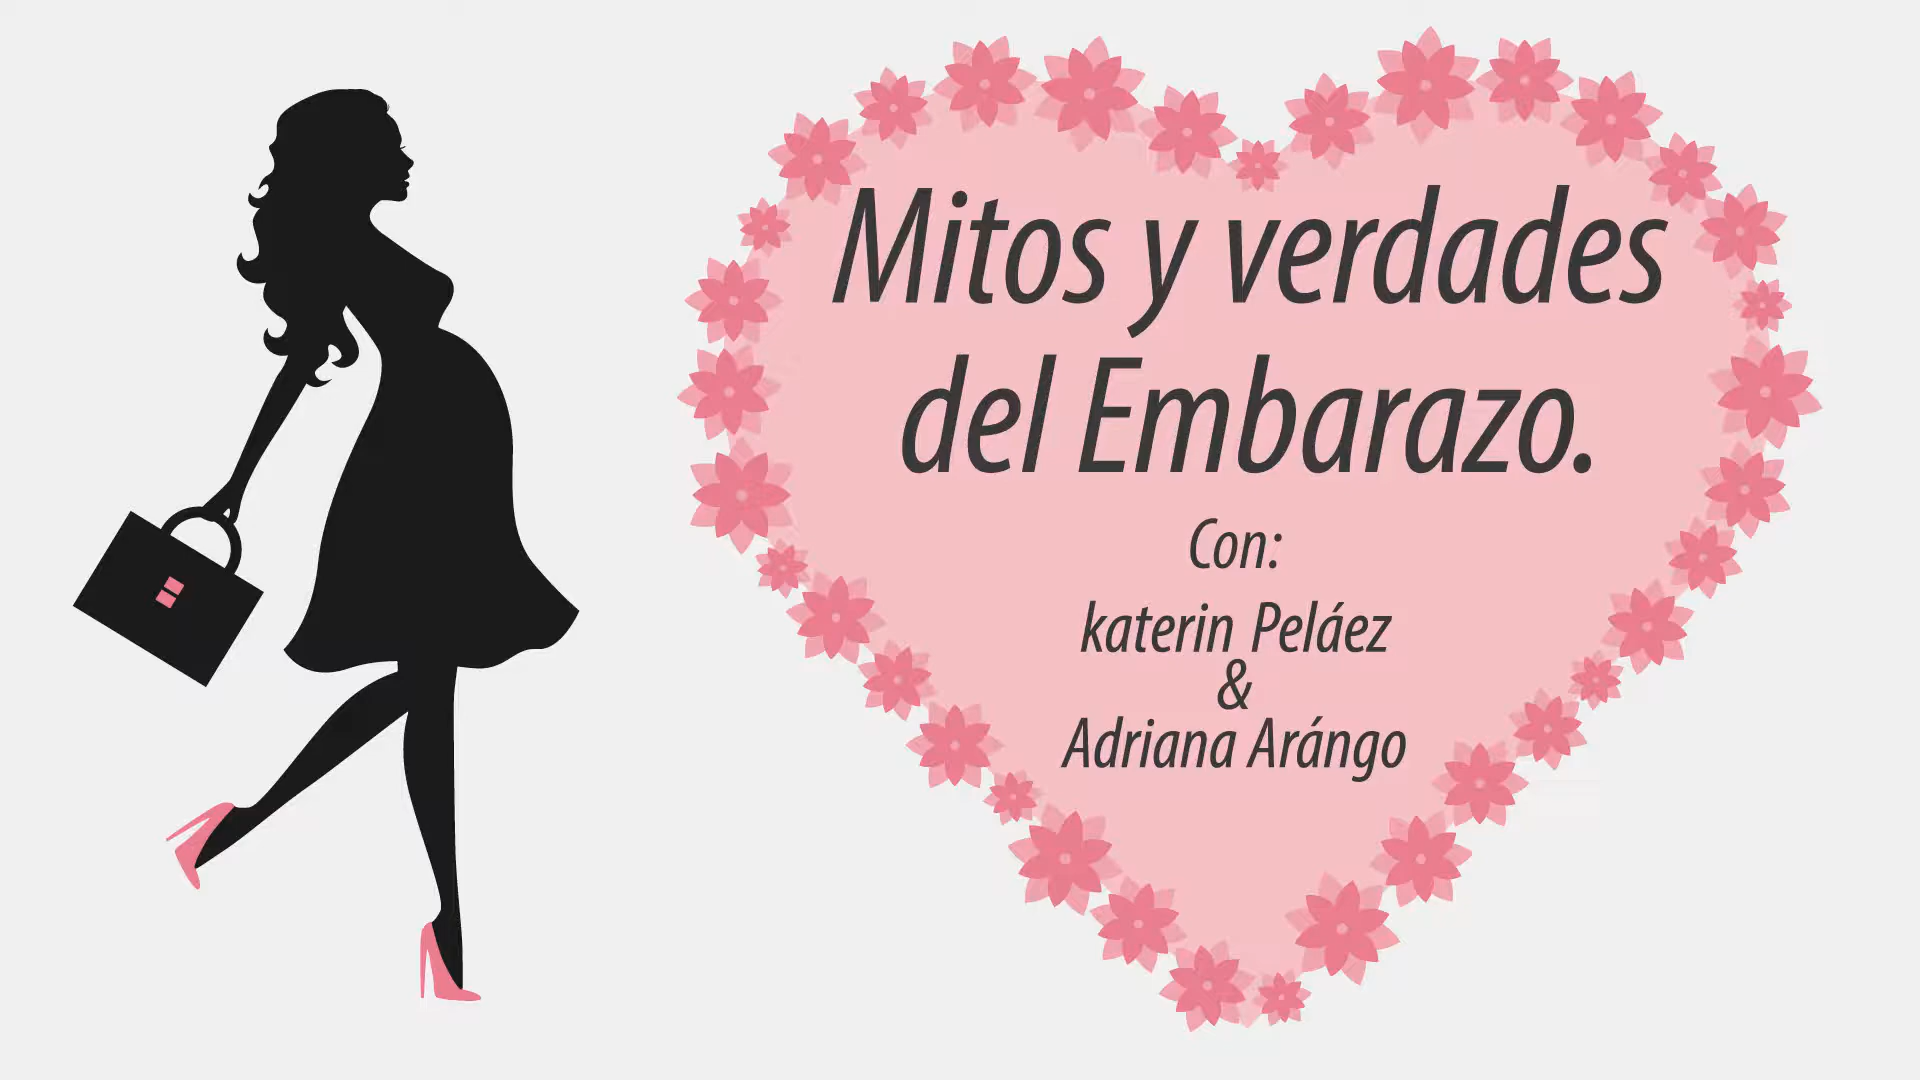 Mitos y verdades
del Embarazo.
Con:
katerin Peláez
&
Adriana Arángo